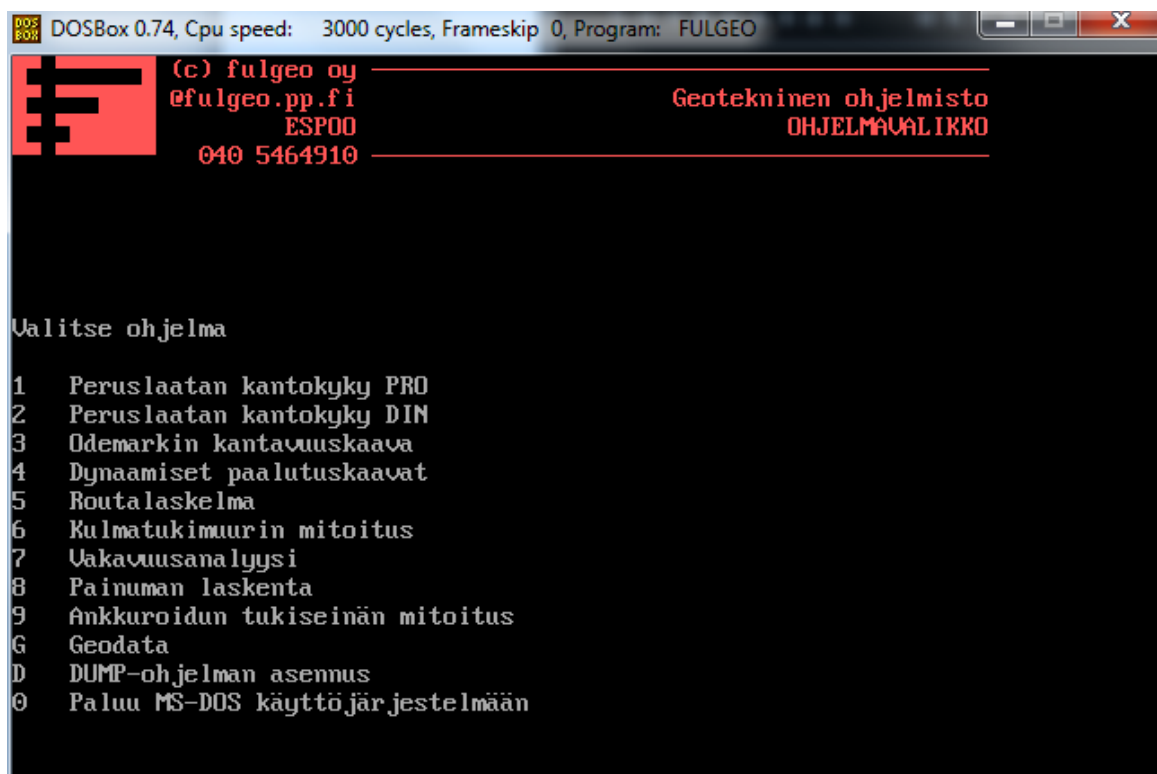 DOSBox 0.74, Cpu speed: 3000 cycles, Frameskip 0, Program: FULGEO
(c) fulgeo oy
@fulgeo.pp.fi Geotekninen ohjelmisto
ESPOO OHJELMAVALIKKO
040 5464910
Valitse ohjelma
1 Peruslaatan kantokyky PRO
2 Peruslaatan kantokyky DIN
3 Odemarkin kantavuuskaava
4 Dynaamiset paalutuskaavat
5 Routalaskelma
6 Kulmatukimuurin mitoitus
7 Vakavuusanalyysi
8 Painuman laskenta
9 Ankkuroidun tukiseinän mitoitus
G Geodata
D DUMP-ohjelman asennus
0 Paluu MS-DOS käyttöjärjestelmään